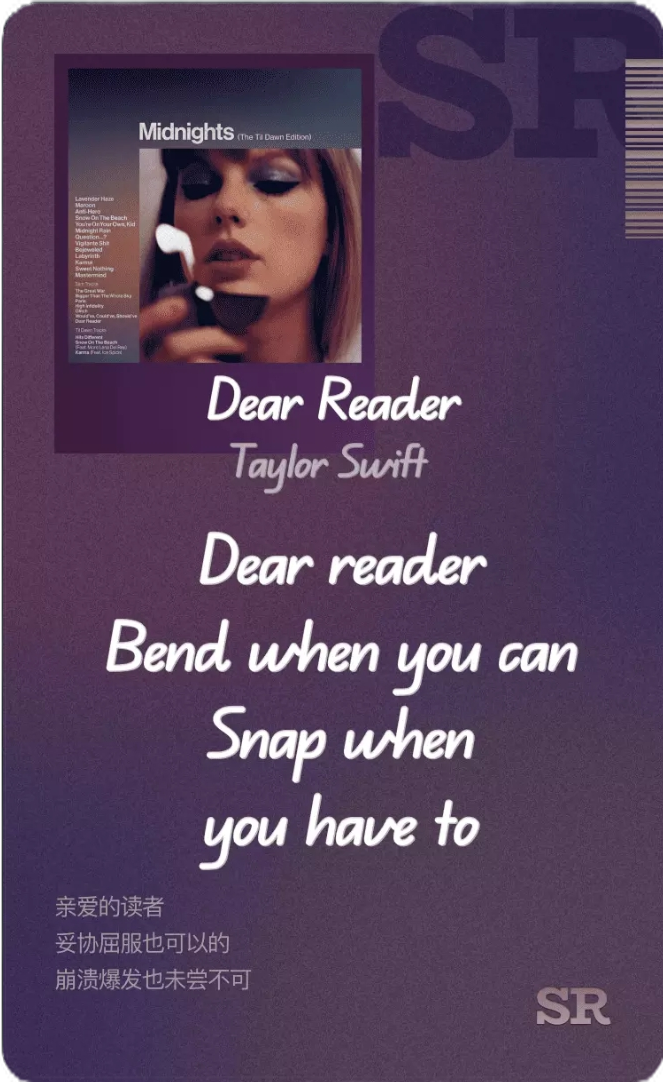 SR
Midnights (The Til Dawn Edition)
Lavender Haze
Maroon
Anti-Hero
Snow On The Beach
You're On Your Own, Kid
Midnight Rain
Question...?
Vigilante Shit
Bejeweled
Labyrinth
Karma
Sweet Nothing
Mastermind
The Great War
Bigger Than The Whole Sky
Paris
High Infidelity
Glitch
Would've, Could've, Should've
Dear Reader
Hits Different
Snow On The Beach
Karma (Feat. Ice Spice)
Dear Reader
Taylor Swift
Dear reader
Bend when you can
Snap when
you have to
亲爱的读者
妥协屈服也可以的
崩溃爆发也未尝不可
SR